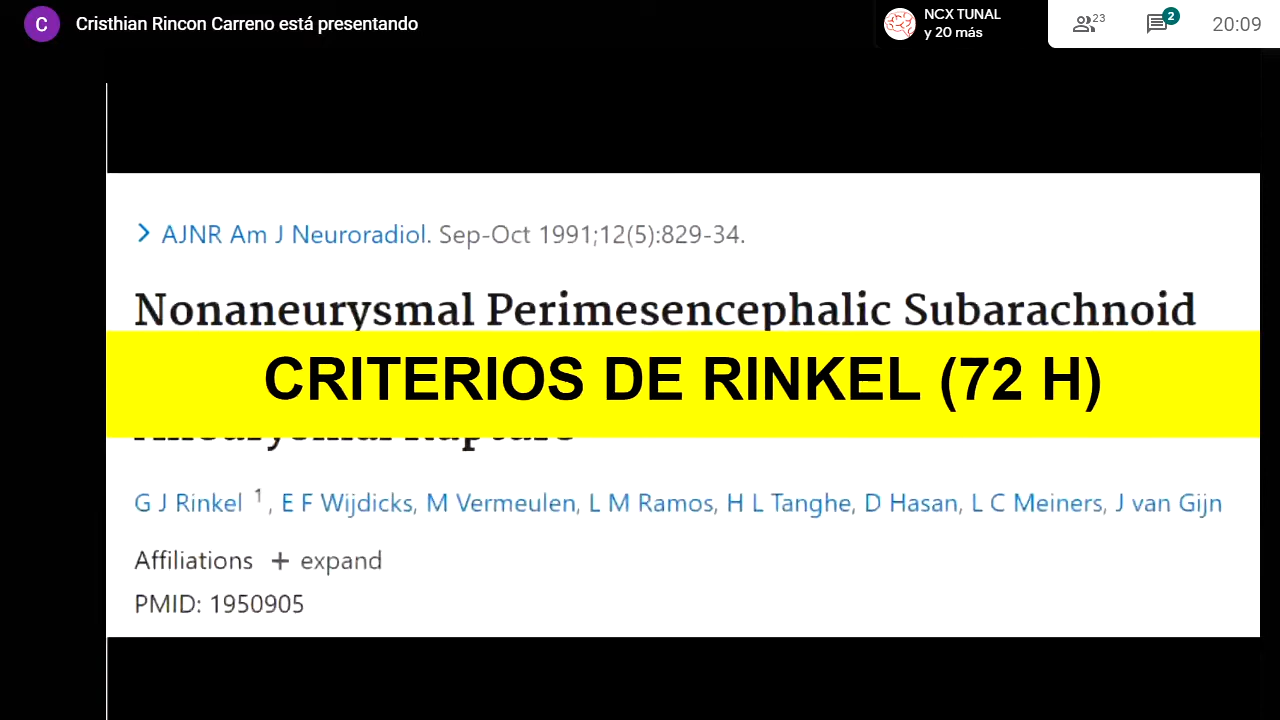 C Cristhian Rincon Carreno está presentando
NCX TUNAL
y 20 más
23
2
20:09
AJNR Am J Neuroradiol. Sep-Oct 1991;12(5):829-34.
Nonaneurysmal Perimesencephalic Subarachnoid
CRITERIOS DE RINKEL (72 H)
Aneurysmal Rupture
G J Rinkel 1, E F Wijdicks, M Vermeulen, L M Ramos, H L Tanghe, D Hasan, L C Meiners, J van Gijn
Affiliations + expand
PMID: 1950905